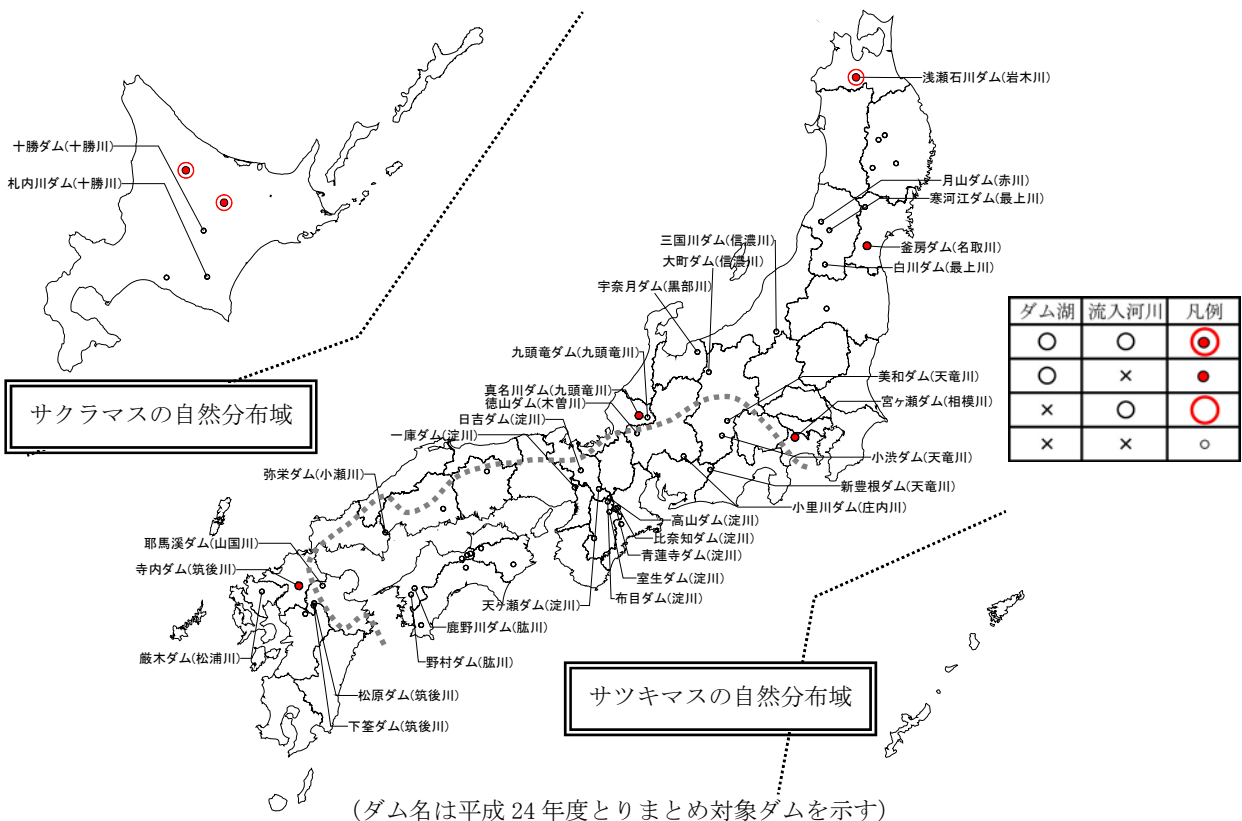 浅瀬石川ダム(岩木川)
十勝ダム(十勝川)
札内川ダム(十勝川)
月山ダム(赤川)
寒河江ダム(最上川)
三国川ダム(信濃川)
釜房ダム(名取川)
大町ダム(信濃川)
白川ダム(最上川)
宇奈月ダム(黒部川)
ダム湖 流入河川 凡例
○ ○
○ ×
× ○
× ×
九頭竜ダム(九頭竜川)
美和ダム(天竜川)
真名川ダム(九頭竜川)
宮ヶ瀬ダム(相模川)
徳山ダム(木曽川)
サクラマスの自然分布域
日吉ダム(淀川)
一庫ダム(淀川)
小渋ダム(天竜川)
弥栄ダム(小瀬川)
新豊根ダム(天竜川)
小里川ダム(庄内川)
高山ダム(淀川)
耶馬溪ダム(山国川)
比奈知ダム(淀川)
青蓮寺ダム(淀川)
寺内ダム(筑後川)
室生ダム(淀川)
布目ダム(淀川)
天ヶ瀬ダム(淀川)
鹿野川ダム(肱川)
厳木ダム(松浦川)
野村ダム(肱川)
サツキマスの自然分布域
松原ダム(筑後川)
下筌ダム(筑後川)
(ダム名は平成 24 年度とりまとめ対象ダムを示す)